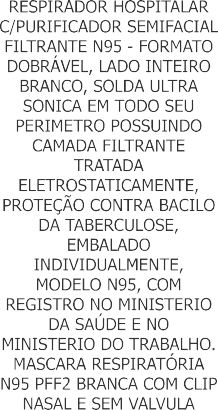 RESPIRADOR HOSPITALAR
C/PURIFICADOR SEMIFACIAL
FILTRANTE N95 - FORMATO
DOBRÁVEL, LADO INTEIRO
BRANCO, SOLDA ULTRA
SONICA EM TODO SEU
PERIMETRO POSSUINDO
CAMADA FILTRANTE
TRATADA
ELETROSTATICAMENTE,
PROTEÇÃO CONTRA BACILO
DA TABERCULOSE,
EMBALADO
INDIVIDUALMENTE,
MODELO N95, COM
REGISTRO NO MINISTERIO
DA SAÚDE E NO
MINISTERIO DO TRABALHO.
MASCARA RESPIRATÓRIA
N95 PFF2 BRANCA COM CLIP
NASAL E SEM VALVULA